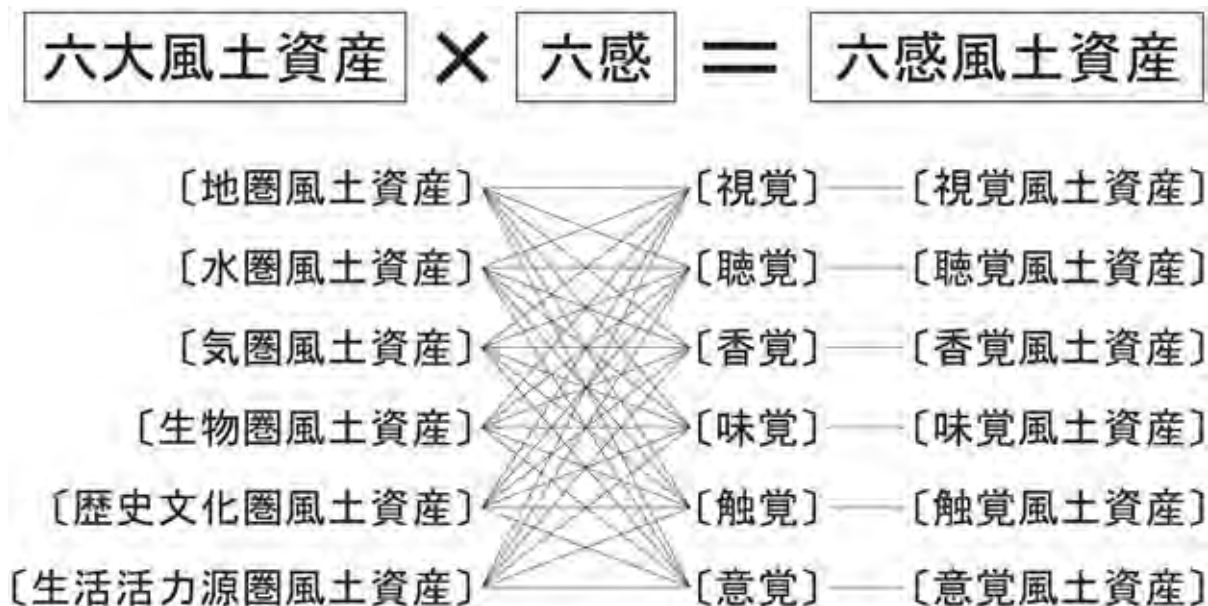 六大風土資産 × 六感 = 六感風土資産
〔地圏風土資産〕 〔視覚〕 〔視覚風土資産〕
〔水圏風土資産〕 〔聴覚〕 〔聴覚風土資産〕
〔気圏風土資産〕 〔香覚〕 〔香覚風土資産〕
〔生物圏風土資産〕 〔味覚〕 〔味覚風土資産〕
〔歴史文化圏風土資産〕 〔触覚〕 〔触覚風土資産〕
〔生活活力源圏風土資産〕 〔意覚〕 〔意覚風土資産〕